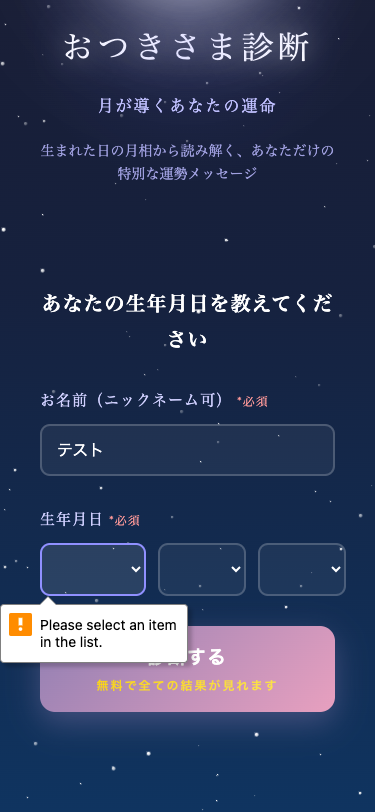 おつきさま診断
月が導くあなたの運命
生まれた日の月相から読み解く、あなただけの
特別な運勢メッセージ
あなたの生年月日を教えてくだ
さい
お名前（ニックネーム可） *必須
テスト
生年月日 *必須
Please select an item
in the list.
する
無料で全ての結果が見れます